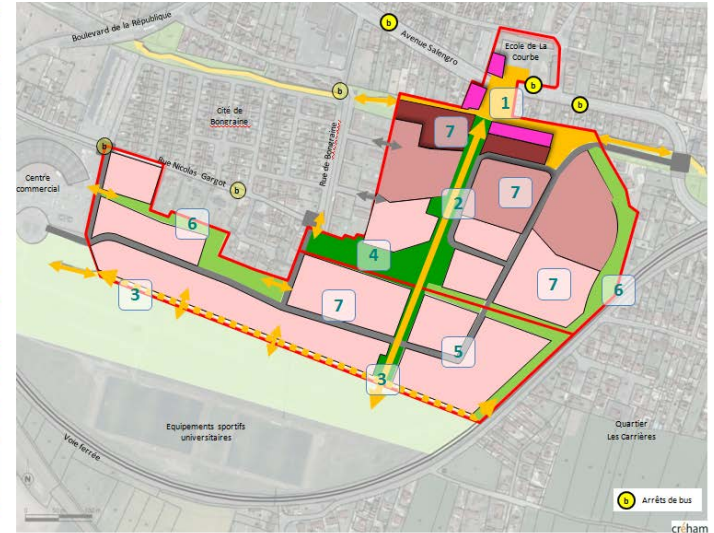 Boulevard de la République
b
Avenue Salengro
Ecole de La
Courbe
b
b
b
1
Cité de
Bongraine
7
b
Rue Nicolas Gargot
b
Rue de Bongraine
Centre
commercial
2
7
6
4
3
7
7
6
5
3
Equipements sportifs
universitaires
Quartier
Les Carrières
Voie ferrée
N
b Arrêts de bus
créham